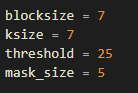 blocksize = 7
ksize = 7
threshold = 25
mask_size = 5